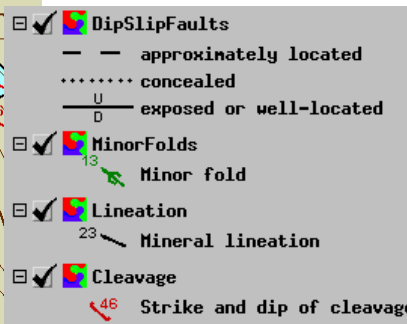 DipSlipFaults
approximately located
concealed
U
D
exposed or well-located
MinorFolds
13
Minor fold
Lineation
23
Mineral lineation
Cleavage
46
Strike and dip of cleavage